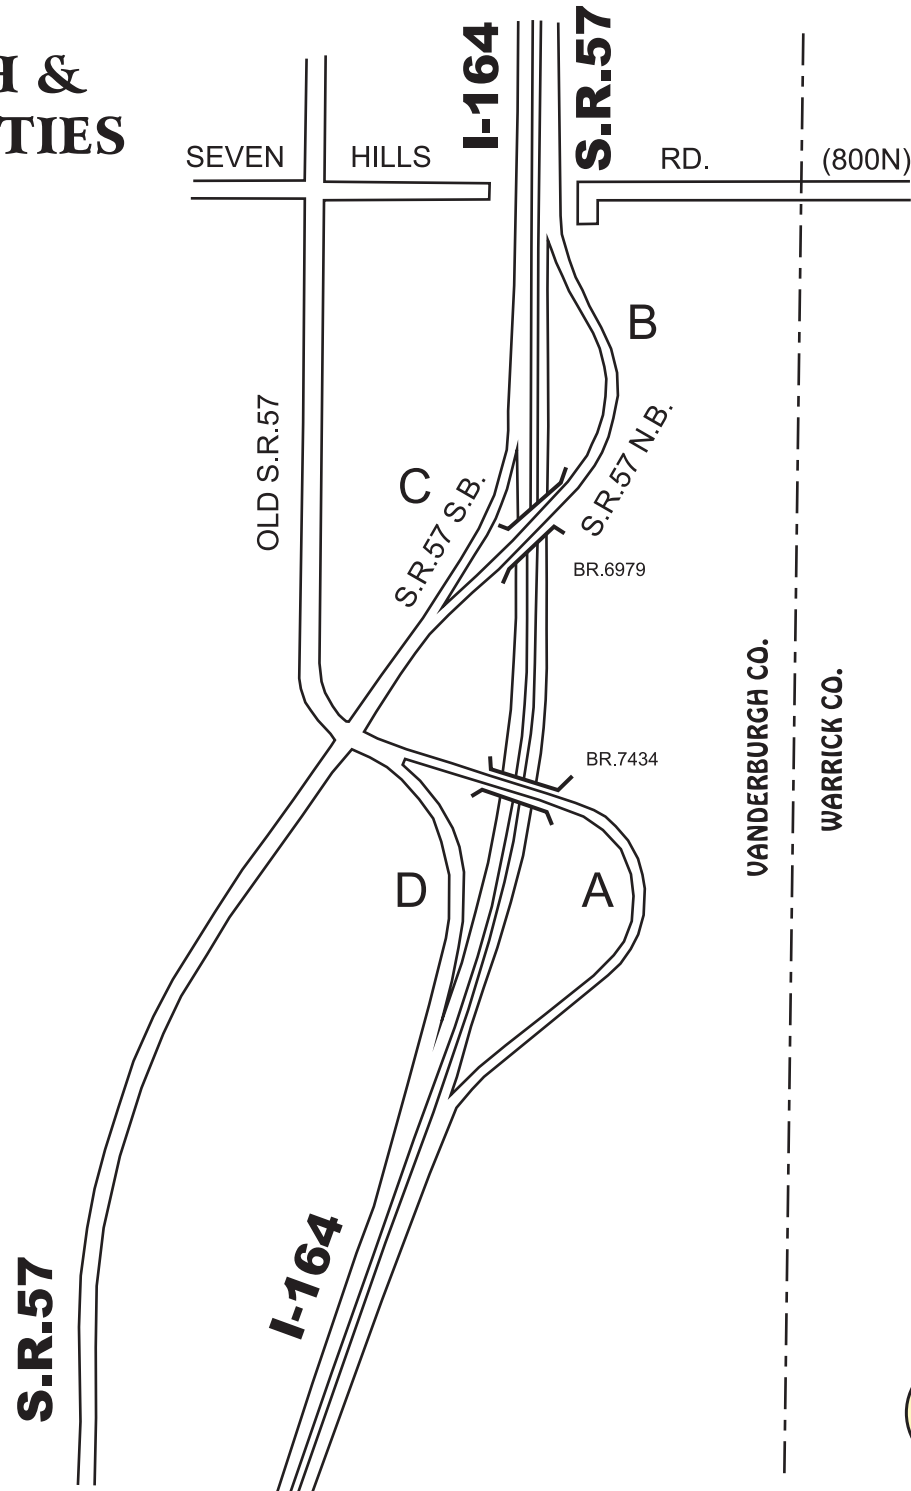 &
TIES
I-164
S.R.57
SEVEN HILLS RD. (800N)
B
OLD S.R.57
C
S.R.57 S.B.
S.R.57 N.B.
BR.6979
VANDERBURGH CO.
WARRICK CO.
BR.7434
D
A
I-164
S.R.57